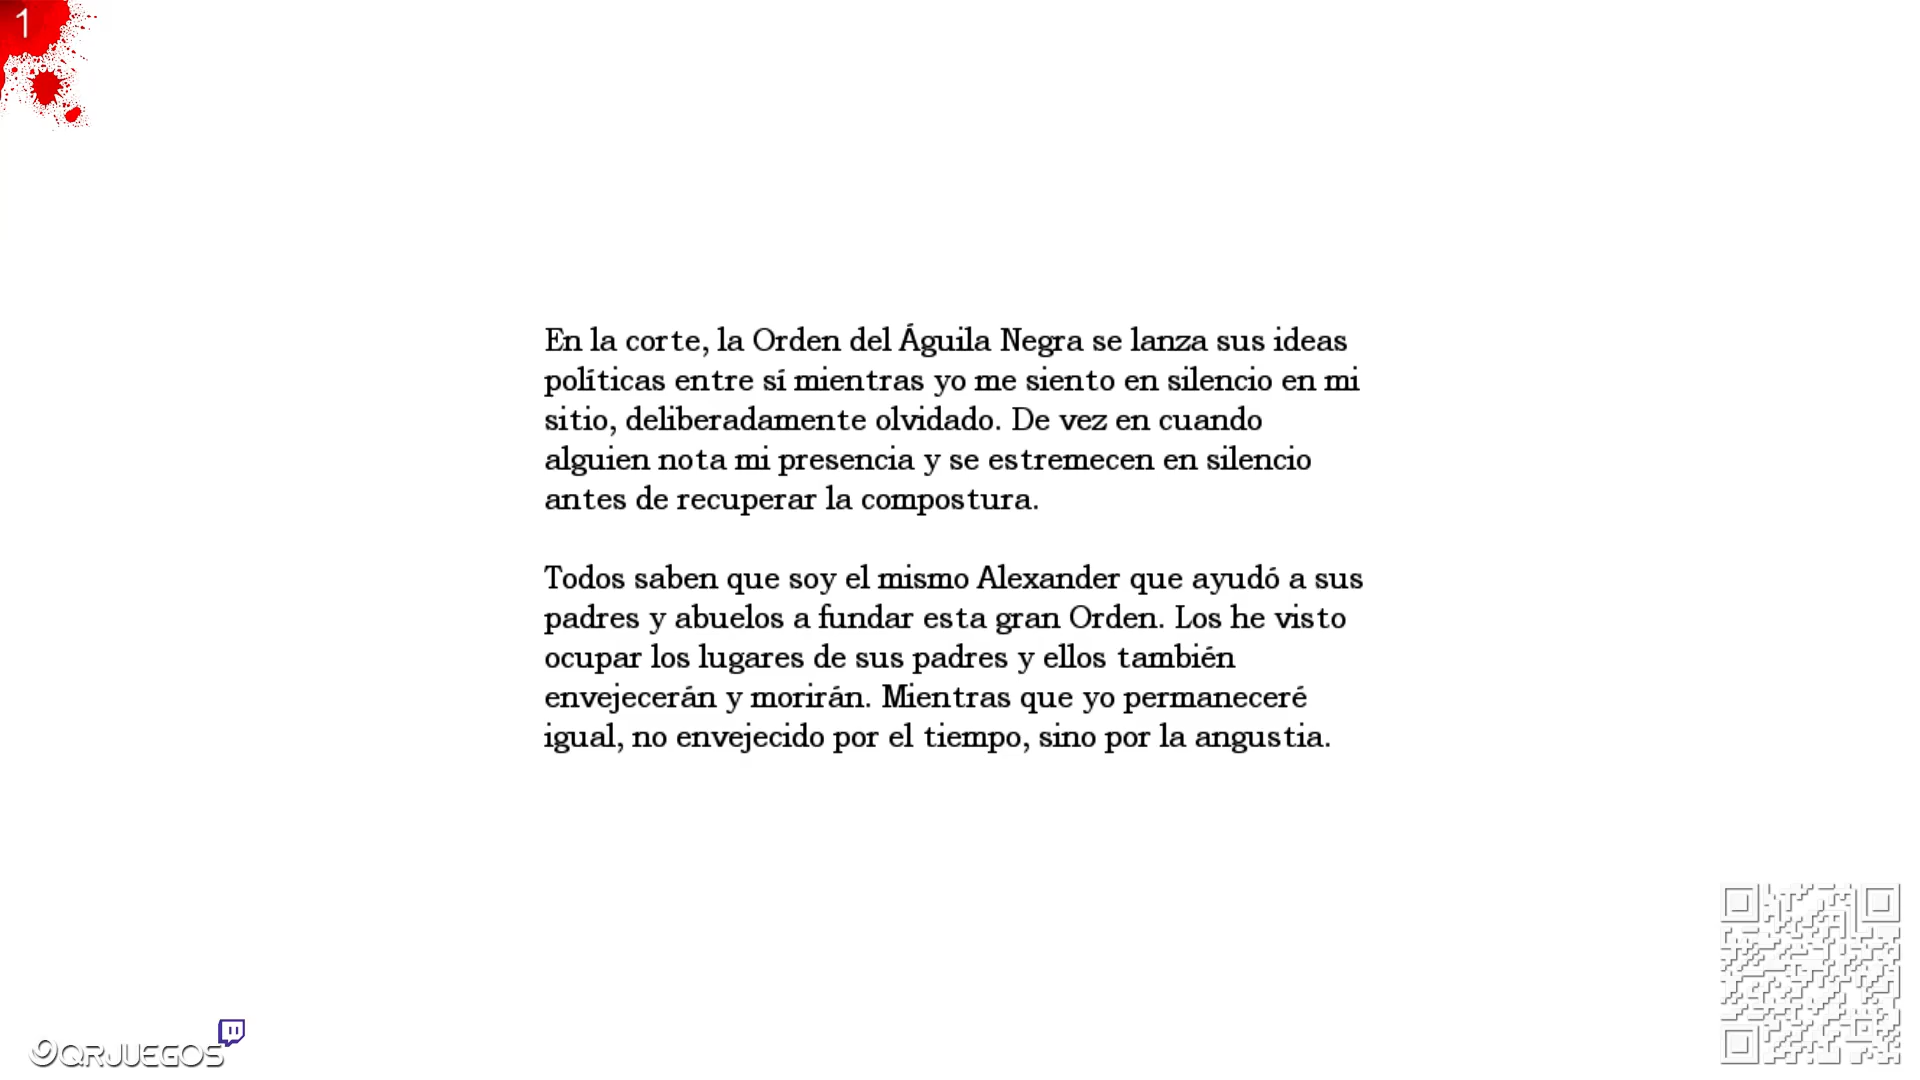 1
En la corte, la Orden del Águila Negra se lanza sus ideas
políticas entre sí mientras yo me siento en silencio en mi
sitio, deliberadamente olvidado. De vez en cuando
alguien nota mi presencia y se estremecen en silencio
antes de recuperar la compostura.
Todos saben que soy el mismo Alexander que ayudó a sus
padres y abuelos a fundar esta gran Orden. Los he visto
ocupar los lugares de sus padres y ellos también
envejecerán y morirán. Mientras que yo permaneceré
igual, no envejecido por el tiempo, sino por la angustia.
QRJUEGOS